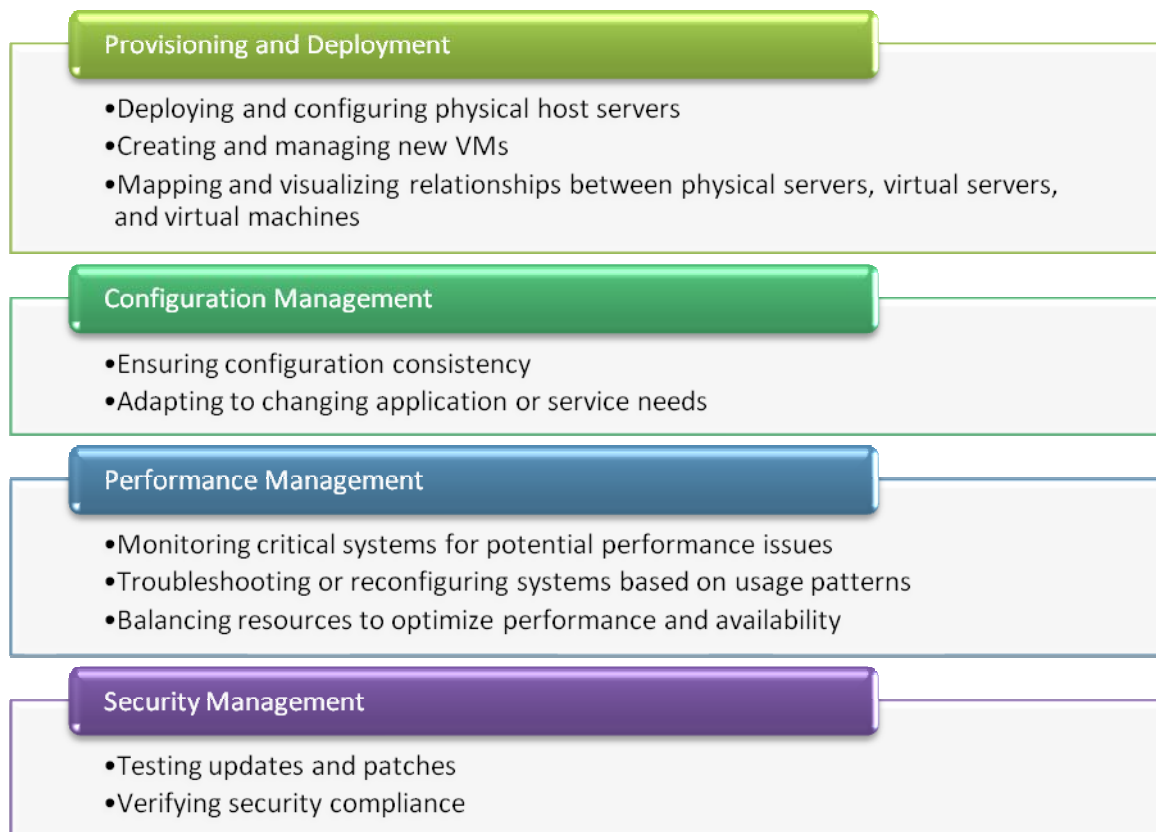 Provisioning and Deployment
•Deploying and configuring physical host servers
•Creating and managing new VMs
•Mapping and visualizing relationships between physical servers, virtual servers,
and virtual machines
Configuration Management
•Ensuring configuration consistency
•Adapting to changing application or service needs
Performance Management
•Monitoring critical systems for potential performance issues
•Troubleshooting or reconfiguring systems based on usage patterns
•Balancing resources to optimize performance and availability
Security Management
•Testing updates and patches
•Verifying security compliance